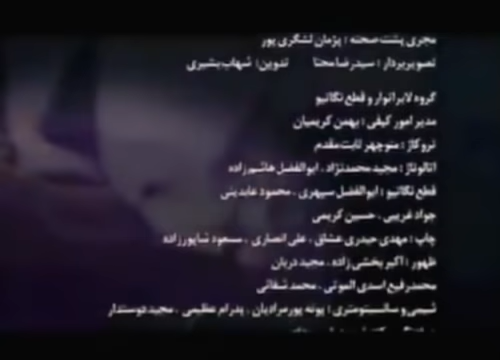 مجری پشت صحنه : پژمان لشگری پور
تصویربردار : سیدرضا محتا تدوین : شهاب بشیری
گروه لابراتوار و قطع نگاتیو
مدیر امور کیفی : بهمن کریمیان
تروکاژ : منوچهر ثابت مقدم
اتالوناژ : مجید محمدنژاد . ابوالفضل هاشم زاده
قطع نگاتیو : ابوالفضل سپهری . محمود عابدینی
جواد غریبی . حسین کریمی
چاپ : مهدی حیدری عشاق . علی انصاری . مسعود شاپورزاده
ظهور : اکبر بخشی زاده . مجید دربان
محمدرفیع اسدی الموتی . محمد شفائی
شیمی و سانسیتومتری : پونه پورمرادیان . پدرام عظیمی . مجید دوستدار